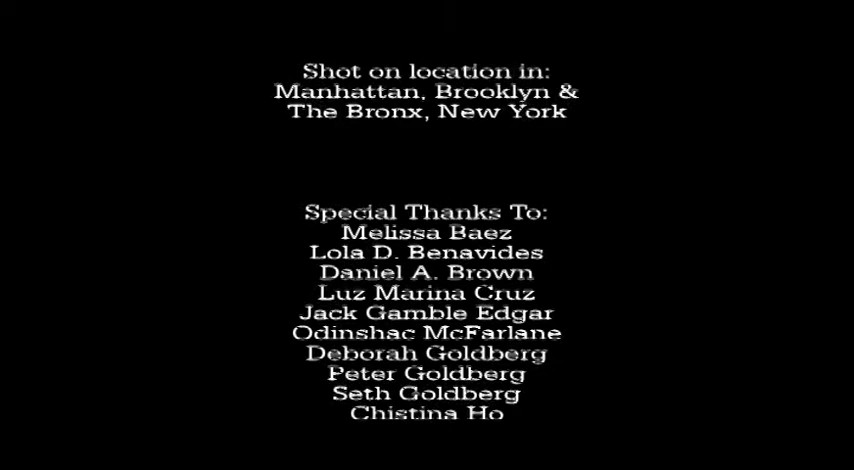 Shot on location in:
Manhattan, Brooklyn &
The Bronx, New York
Special Thanks To:
Melissa Baez
Lola D. Benavides
Daniel A. Brown
Luz Marina Cruz
Jack Gamble Edgar
Odinshac McFarlane
Deborah Goldberg
Peter Goldberg
Seth Goldberg
Chistina Ho